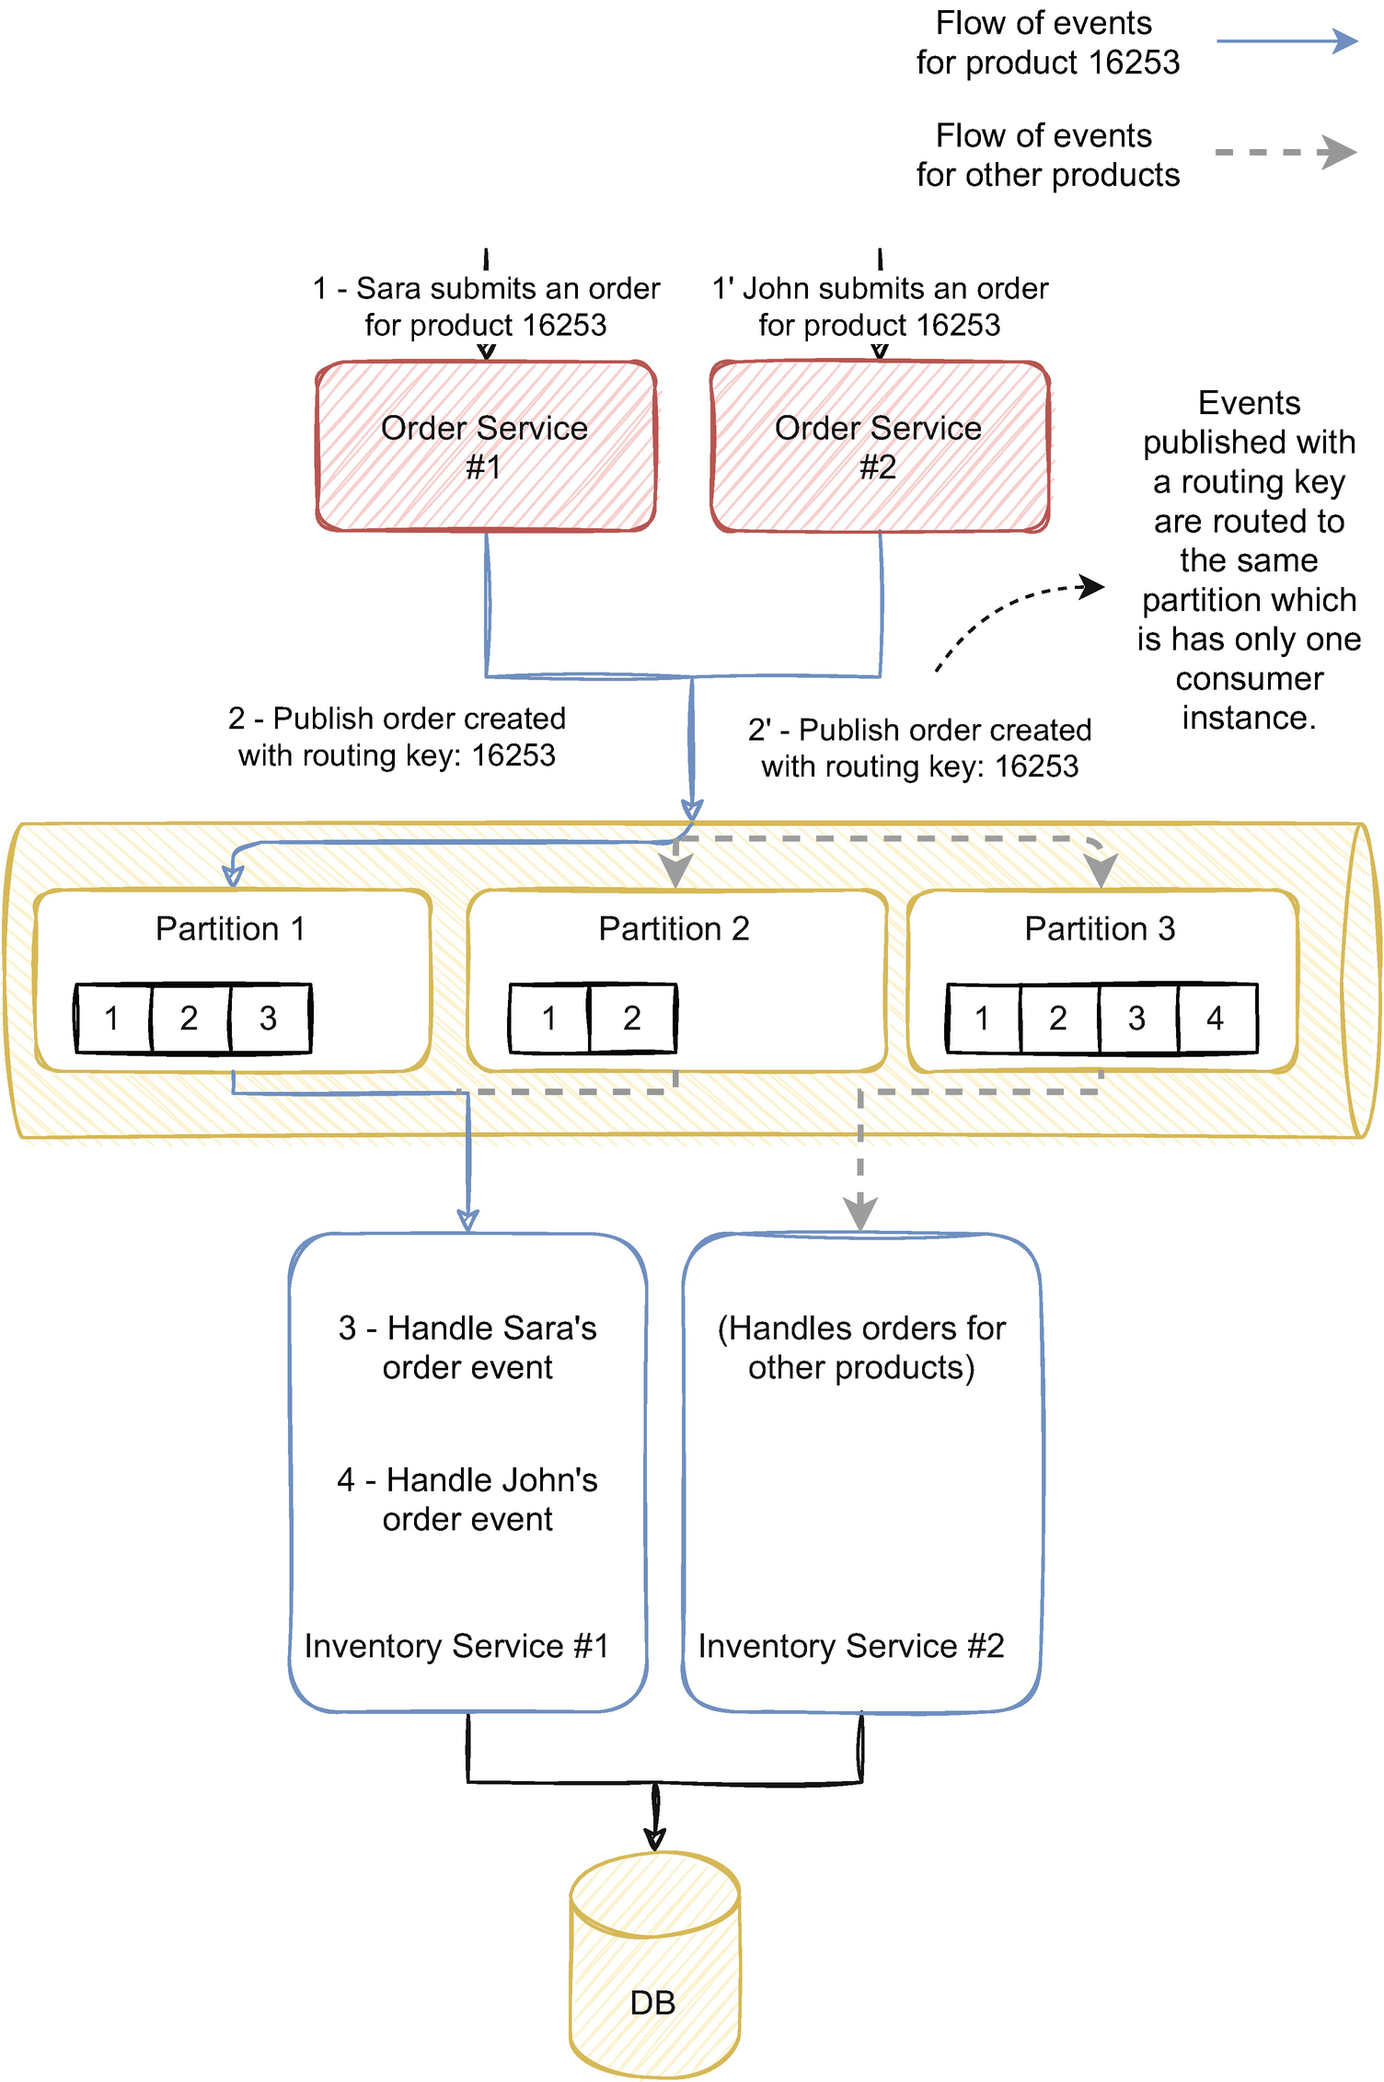 Flow of events
for product 16253
Flow of events
for other products
1 - Sara submits an order
for product 16253
1' John submits an order
for product 16253
Order Service
#1
Order Service
#2
Events
published with
a routing key
are routed to
the same
partition which
is has only one
consumer
instance.
2 - Publish order created
with routing key: 16253
2' - Publish order created
with routing key: 16253
Partition 1
1 2 3
Partition 2
1 2
Partition 3
1 2 3 4
3 - Handle Sara's
order event
4 - Handle John's
order event
Inventory Service #1
(Handles orders for
other products)
Inventory Service #2
DB